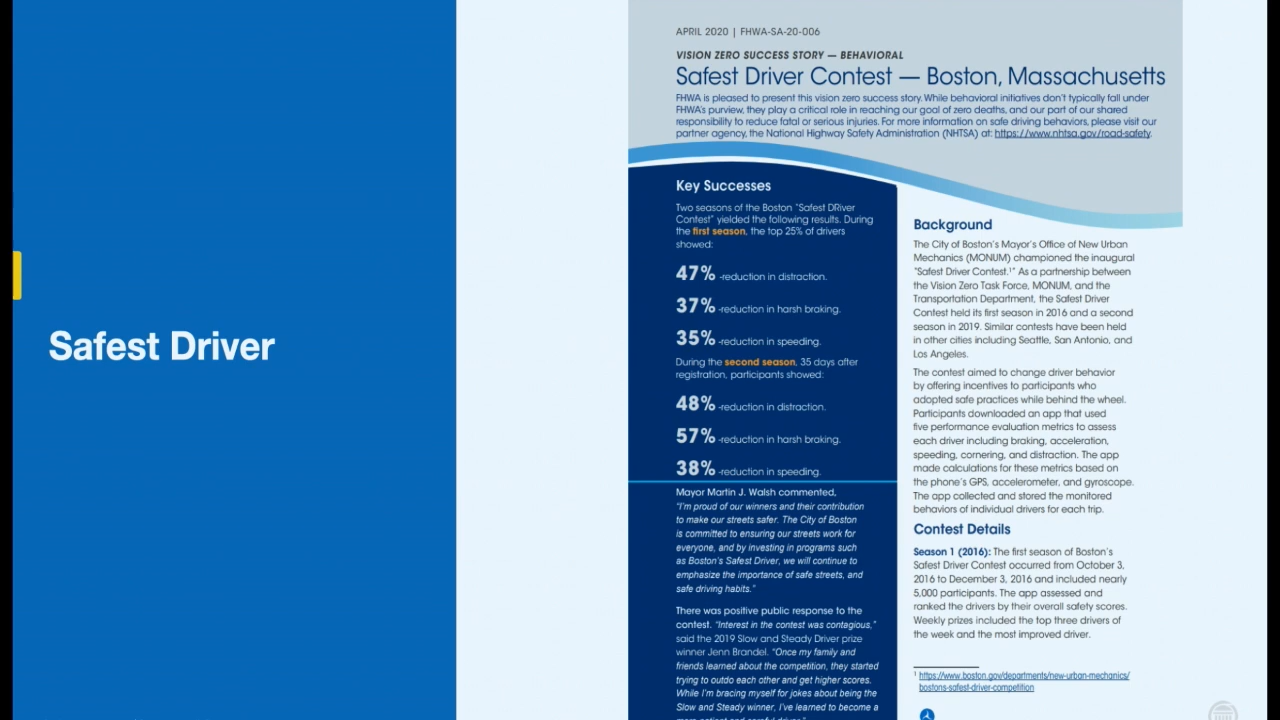 Safest Driver
APRIL 2020 | FHWA-SA-20-006
VISION ZERO SUCCESS STORY — BEHAVIORAL
Safest Driver Contest — Boston, Massachusetts
FHWA is pleased to present this vision zero success story. While behavioral initiatives don't typically fall under
FHWA's purview, they play a critical role in reaching our goal of zero deaths, and our part of our shared
responsibility to reduce fatal or serious injuries. For more information on safe driving behaviors, please visit our
partner agency, the National Highway Safety Administration (NHTSA) at: https://www.nhtsa.gov/road-safety.
Key Successes
Two seasons of the Boston "Safest DRiver
Contest" yielded the following results. During
the first season, the top 25% of drivers
showed:
47% -reduction in distraction.
37% -reduction in harsh braking.
35% -reduction in speeding.
During the second season, 35 days after
registration, participants showed:
48% -reduction in distraction.
57% -reduction in harsh braking.
38% -reduction in speeding.
Mayor Martin J. Walsh commented,
"I'm proud of our winners and their contribution
to make our streets safer. The City of Boston
is committed to ensuring our streets work for
everyone, and by investing in programs such
as Boston's Safest Driver, we will continue to
emphasize the importance of safe streets, and
safe driving habits."
There was positive public response to the
contest. "Interest in the contest was contagious,"
said the 2019 Slow and Steady Driver prize
winner Jenn Brandel. "Once my family and
friends learned about the competition, they started
trying to outdo each other and get higher scores.
While I'm bracing myself for jokes about being the
Slow and Steady winner, I've learned to become a
more patient and careful driver."
Background
The City of Boston's Mayor's Office of New Urban
Mechanics (MONUM) championed the inaugural
"Safest Driver Contest.¹" As a partnership between
the Vision Zero Task Force, MONUM, and the
Transportation Department, the Safest Driver
Contest held its first season in 2016 and a second
season in 2019. Similar contests have been held
in other cities including Seattle, San Antonio, and
Los Angeles.
The contest aimed to change driver behavior
by offering incentives to participants who
adopted safe practices while behind the wheel.
Participants downloaded an app that used
five performance evaluation metrics to assess
each driver including braking, acceleration,
speeding, cornering, and distraction. The app
made calculations for these metrics based on
the phone's GPS, accelerometer, and gyroscope.
The app collected and stored the monitored
behaviors of individual drivers for each trip.
Contest Details
Season 1 (2016): The first season of Boston's
Safest Driver Contest occurred from October 3,
2016 to December 3, 2016 and included nearly
5,000 participants. The app assessed and
ranked the drivers by their overall safety scores.
Weekly prizes included the top three drivers of
the week and the most improved driver.
¹ https://www.boston.gov/departments/new-urban-mechanics/
bostons-safest-driver-competition